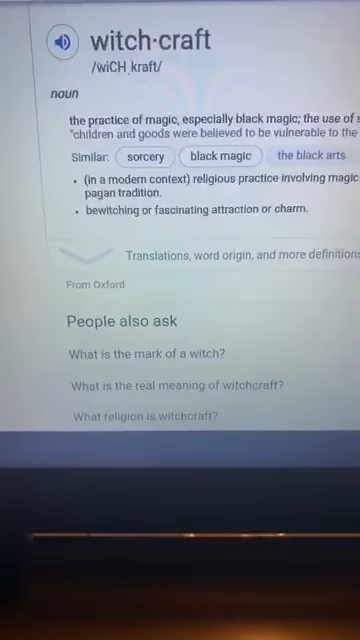 witch·craft
/ˈwiCHˌkraft/
noun
the practice of magic, especially black magic; the use of
"children and goods were believed to be vulnerable to the
Similar: sorcery black magic the black arts
• (in a modern context) religious practice involving magic
pagan tradition.
• bewitching or fascinating attraction or charm.
Translations, word origin, and more definitions
From Oxford
People also ask
What is the mark of a witch?
What is the real meaning of witchcraft?
What religion is witchcraft?